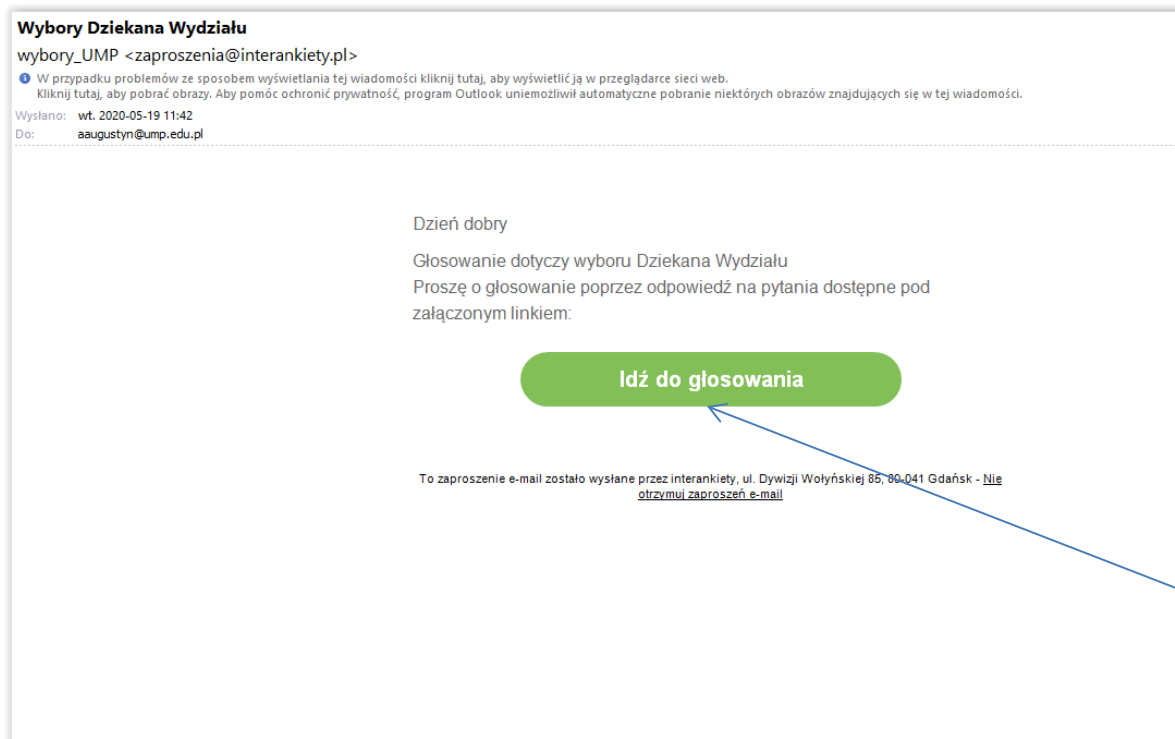 Wybory Dziekana Wydziału
wybory_UMP <zaproszenia@interankiety.pl>
W przypadku problemów ze sposobem wyświetlania tej wiadomości kliknij tutaj, aby wyświetlić ją w przeglądarce sieci web.
Kliknij tutaj, aby pobrać obrazy. Aby pomóc ochronić prywatność, program Outlook uniemożliwił automatyczne pobranie niektórych obrazów znajdujących się w tej wiadomości.
Wysłano: wt. 2020-05-19 11:42
Do: aaugustyn@ump.edu.pl
Dzień dobry
Głosowanie dotyczy wyboru Dziekana Wydziału
Proszę o głosowanie poprzez odpowiedź na pytania dostępne pod
załączonym linkiem:
Idź do głosowania
To zaproszenie e-mail zostało wysłane przez interankiety, ul. Dywizji Wołyńskiej 85, 80-041 Gdańsk - Nie
otrzymuj zaproszeń e-mail